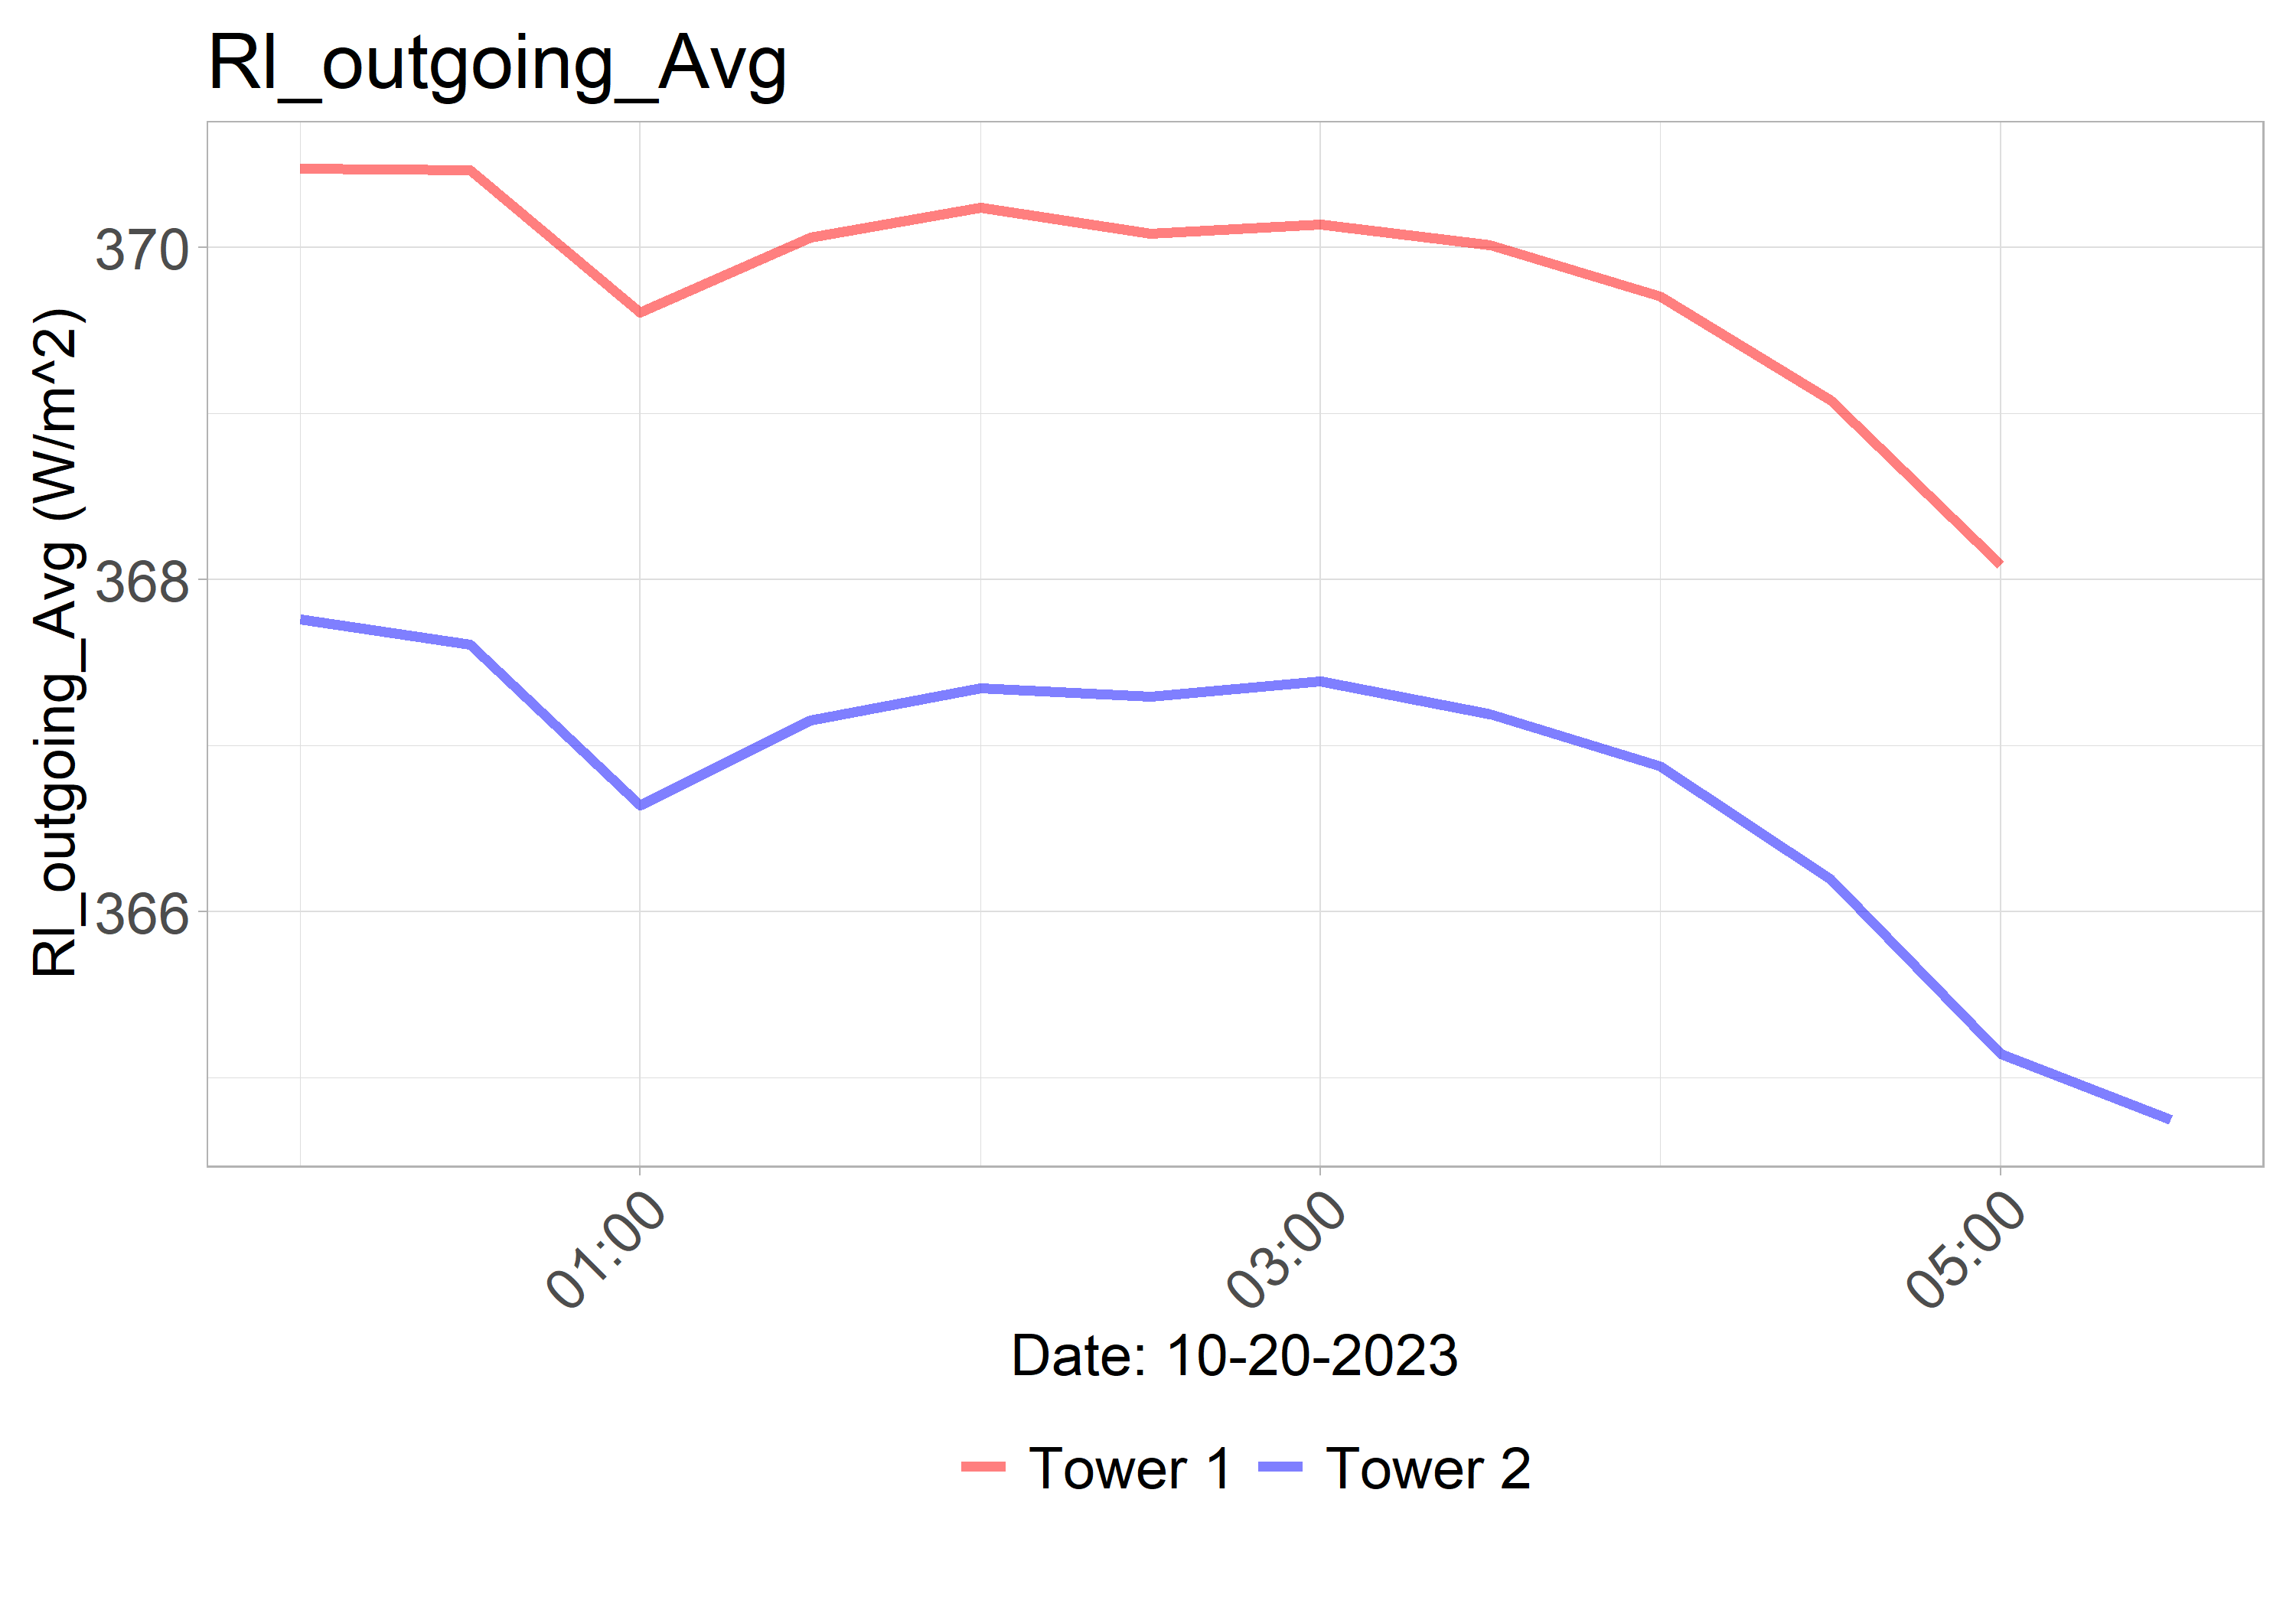 Rl_outgoing_Avg
Rl_outgoing_Avg (W/m^2)
370
368
366
01:00
03:00
05:00
Date: 10-20-2023
Tower 1
Tower 2